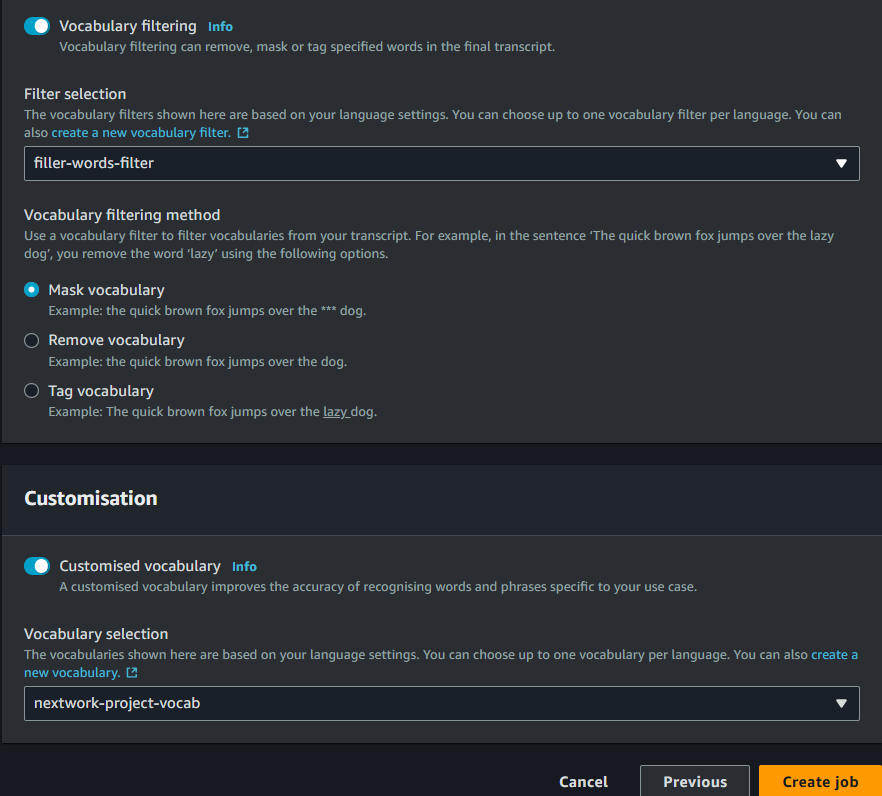 Vocabulary filtering Info
Vocabulary filtering can remove, mask or tag specified words in the final transcript.
Filter selection
The vocabulary filters shown here are based on your language settings. You can choose up to one vocabulary filter per language. You can
also create a new vocabulary filter.
filler-words-filter
Vocabulary filtering method
Use a vocabulary filter to filter vocabularies from your transcript. For example, in the sentence ‘The quick brown fox jumps over the lazy
dog’, you remove the word ‘lazy’ using the following options.
Mask vocabulary
Example: the quick brown fox jumps over the *** dog.
Remove vocabulary
Example: the quick brown fox jumps over the dog.
Tag vocabulary
Example: The quick brown fox jumps over the lazy dog.
Customisation
Customised vocabulary Info
A customised vocabulary improves the accuracy of recognising words and phrases specific to your use case.
Vocabulary selection
The vocabularies shown here are based on your language settings. You can choose up to one vocabulary per language. You can also create a
new vocabulary.
nextwork-project-vocab
Cancel Previous Create job